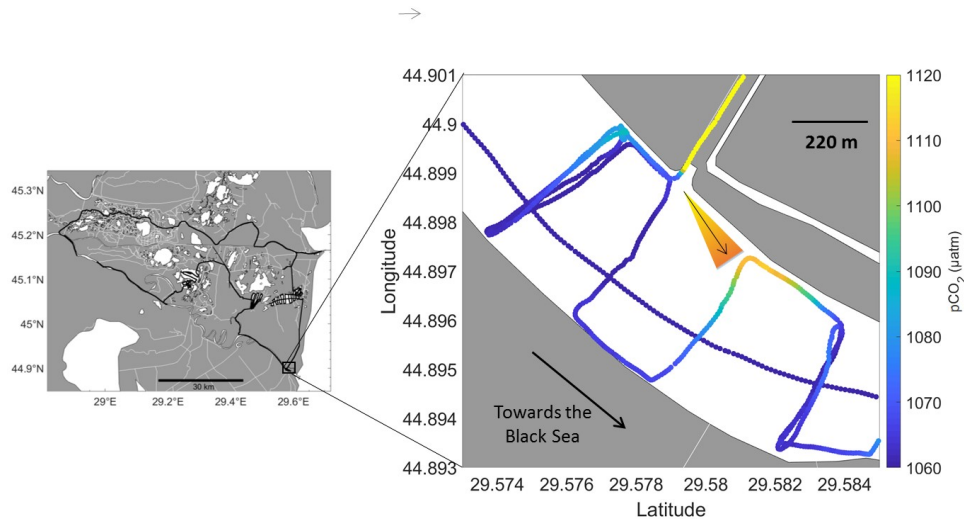 45.3°N
45.2°N
45.1°N
45°N
44.9°N
29°E
29.2°E
29.4°E
29.6°E
30 km
44.901
44.9
44.899
44.898
44.897
44.896
44.895
44.894
44.893
Longitude
220 m
Towards the
Black Sea
29.574
29.576
29.578
29.58
29.582
29.584
Latitude
1120
1110
1100
1090
1080
1070
1060
pCO₂ (µatm)